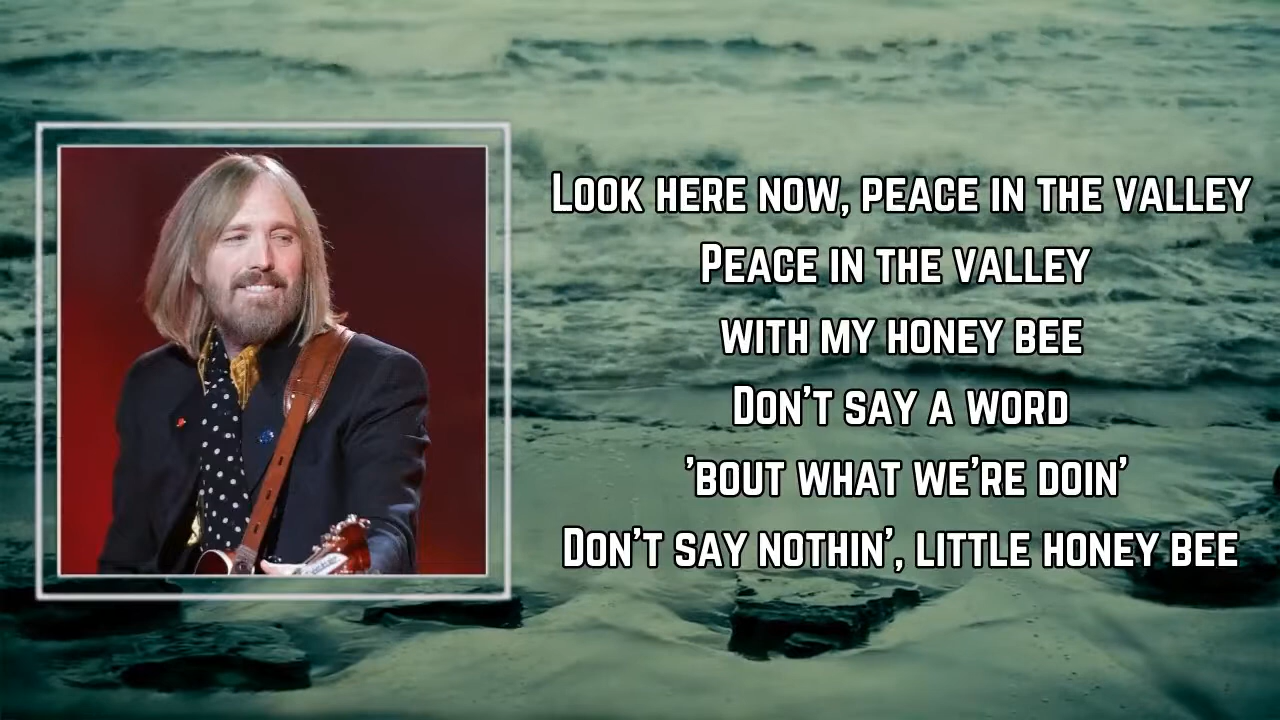 Look here now, peace in the valley
Peace in the valley
with my honey bee
Don't say a word
'bout what we're doin'
Don't say nothin', little honey bee